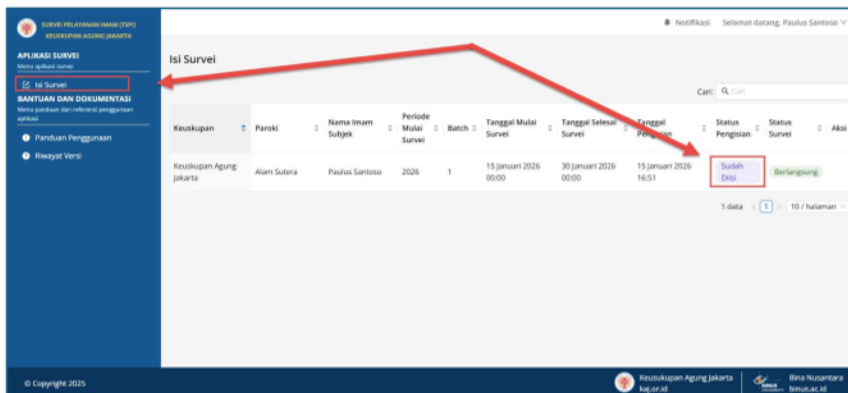 SURVEI PELAYANAN IMAM (TSPI)
KEUSKUPAN AGUNG JAKARTA
Notifikasi
Selamat datang, Paulus Santoso
APLIKASI SURVEI
Menu aplikasi survei
Isi Survei
BANTUAN DAN DOKUMENTASI
Menu panduan dan referensi penggunaan
aplikasi
Panduan Penggunaan
Riwayat Versi
Isi Survei
Cari:
Cari
Keuskupan
Paroki
Nama Imam
Subjek
Periode
Mulai
Survei
Batch
Tanggal Mulai
Survei
Tanggal Selesai
Survei
Tanggal
Pengisian
Status
Pengisian
Status
Survei
Aksi
Keuskupan Agung
Jakarta
Alam Sutera
Paulus Santoso
2026
1
15 Januari 2026
00:00
30 Januari 2026
00:00
15 Januari 2026
16:51
Sudah
Diisi
Berlangsung
1 data
1
10 / halaman
© Copyright 2025
Keusukupan Agung Jakarta
kaj.or.id
BINUS
UNIVERSITY
Bina Nusantara
binus.ac.id